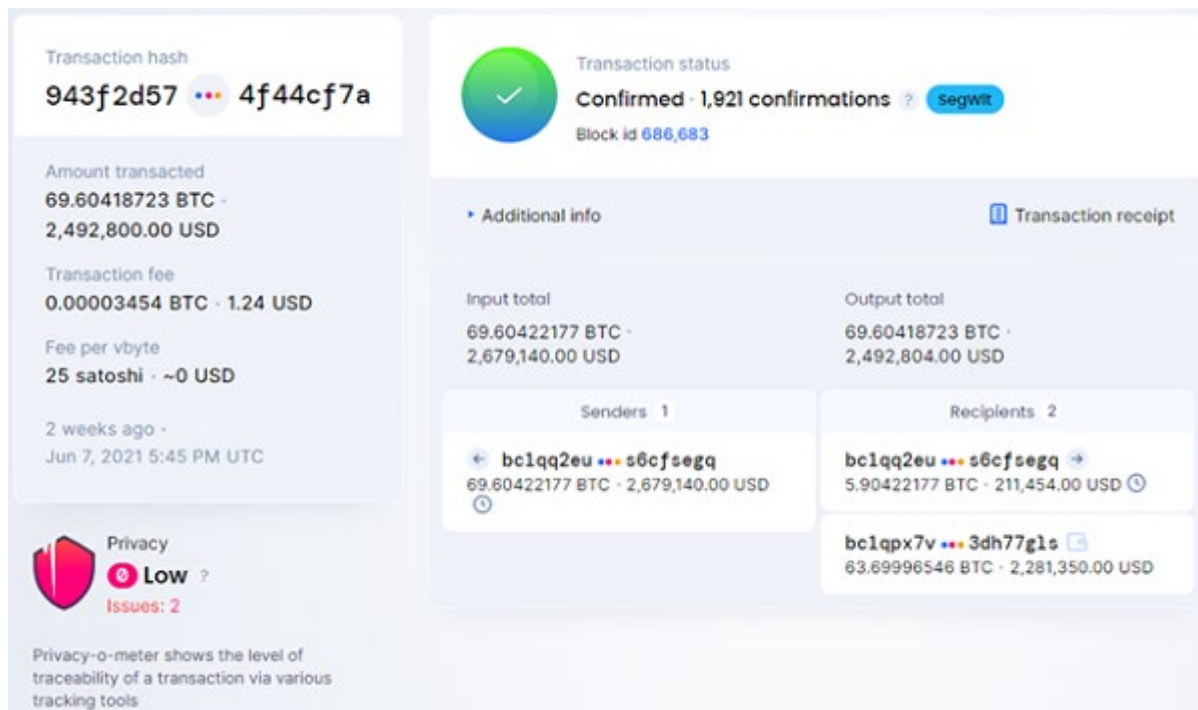 Transaction hash
943f2d57 ••• 4f44cf7a
Amount transacted
69.60418723 BTC ·
2,492,800.00 USD
Transaction fee
0.00003454 BTC · 1.24 USD
Fee per vbyte
25 satoshi · ~0 USD
2 weeks ago ·
Jun 7, 2021 5:45 PM UTC
Privacy
0 Low ?
Issues: 2
Privacy-o-meter shows the level of
traceability of a transaction via various
tracking tools
Transaction status
Confirmed · 1,921 confirmations ? SegWit
Block id 686,683
Additional info
Transaction receipt
Input total
69.60422177 BTC ·
2,679,140.00 USD
Output total
69.60418723 BTC ·
2,492,804.00 USD
Senders 1
bc1qq2eu ••• s6cfsegq
69.60422177 BTC · 2,679,140.00 USD
Recipients 2
bc1qq2eu ••• s6cfsegq
5.90422177 BTC · 211,454.00 USD
bc1qpx7v ••• 3dh77gls
63.69996546 BTC · 2,281,350.00 USD